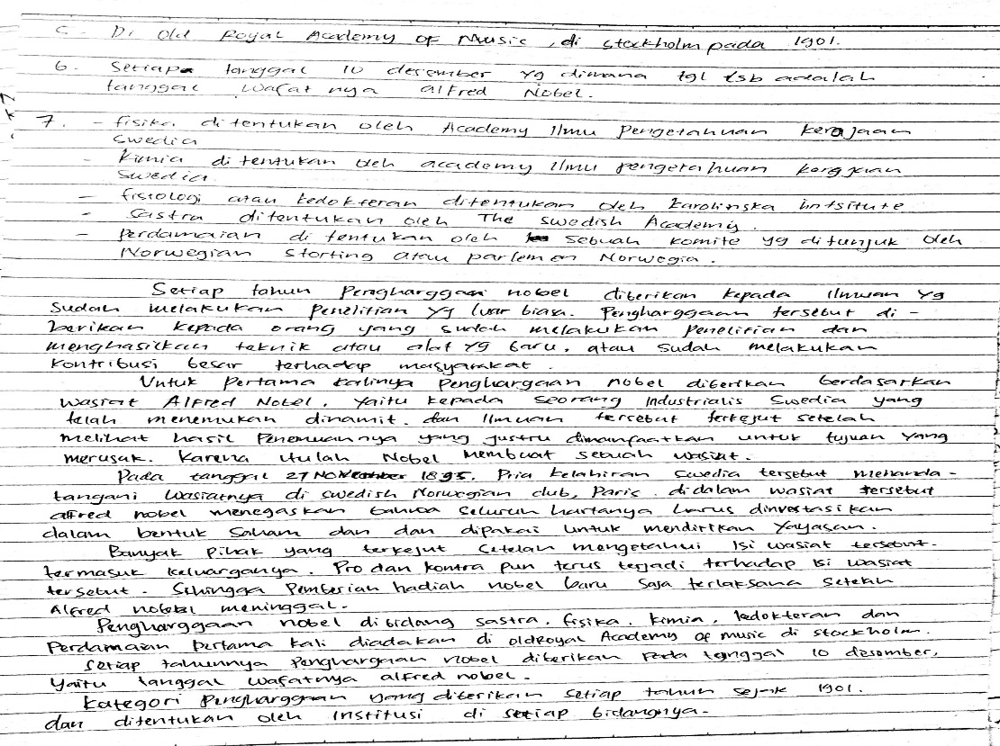 5. Di Old Royal Academy of Music, di stockholm pada 1901.
6. Setiap tanggal 10 desember yg dimana tgl tsb adalah
tanggal wafat nya alfred Nobel.
7. - fisika ditentukan oleh Academy Ilmu Pengetahuan kerajaan
Swedia
- kimia ditentukan oleh academy Ilmu pengetahuan kerajaan
Swedia.
- fisiologi atau kedokteran ditentukan oleh karolinska intsitute
- sastra ditentukan oleh The swedish Academy.
- perdamaian di tentukan oleh sebuah komite yg ditunjuk oleh
Norwegian storting atau parlemen Norwegia.
Setiap tahun Pengharggaan nobel diberikan kepada Ilmuan yg
sudah melakukan penelitian yg luar biasa. Pengharggaan tersebut di -
berikan kepada orang yang sudah melakukan penelitian dan
menghasilkan teknik atau alat yg baru, atau sudah melakukan
kontribusi besar terhadap masyarakat.
Untuk pertama kalinya penghargaan nobel diberikan berdasarkan
wasiat Alfred Nobel, yaitu kepada seorang Industrialis Swedia yang
telah menemukan dinamit. dan Ilmuan tersebut terkejut setelah
melihat hasil Penemuannya yang justru dimanfaatkan untuk tujuan yang
merusak. karena itulah Nobel membuat sebuah wasiat.
Pada tanggal 27 November 1895. Pria kelahiran Swedia tersebut menanda -
tangani wasiatnya di swedish Norwegian club, Paris. didalam wasiat tersebut
alfred nobel menegaskan bahwa seluruh hartanya harus dinvestasikan
dalam bentuk saham dan dan dipakai untuk mendirikan Yayasan.
Banyak pihak yang terkejut setelah mengetahui Isi wasiat tersebut.
termasuk keluarganya. Pro dan kontra pun terus terjadi terhadap isi wasiat
tersebut. Sehingga Pemberian hadiah nobel baru saja terlaksana setelah
Alfred nobel meninggal.
Pengharggaan nobel dibidang sastra, fisika, kimia, kedokteran dan
Perdamaian pertama kali diadakan di oldRoyal Academy of music di stockholm.
setiap tahunnya penghargaan nobel diberikan pada tanggal 10 desember,
yaitu tanggal wafatnya alfred nobel.
kategori pengharggaan yang diberikan setiap tahun sejak 1901.
dan ditentukan oleh institusi di setiap bidangnya.